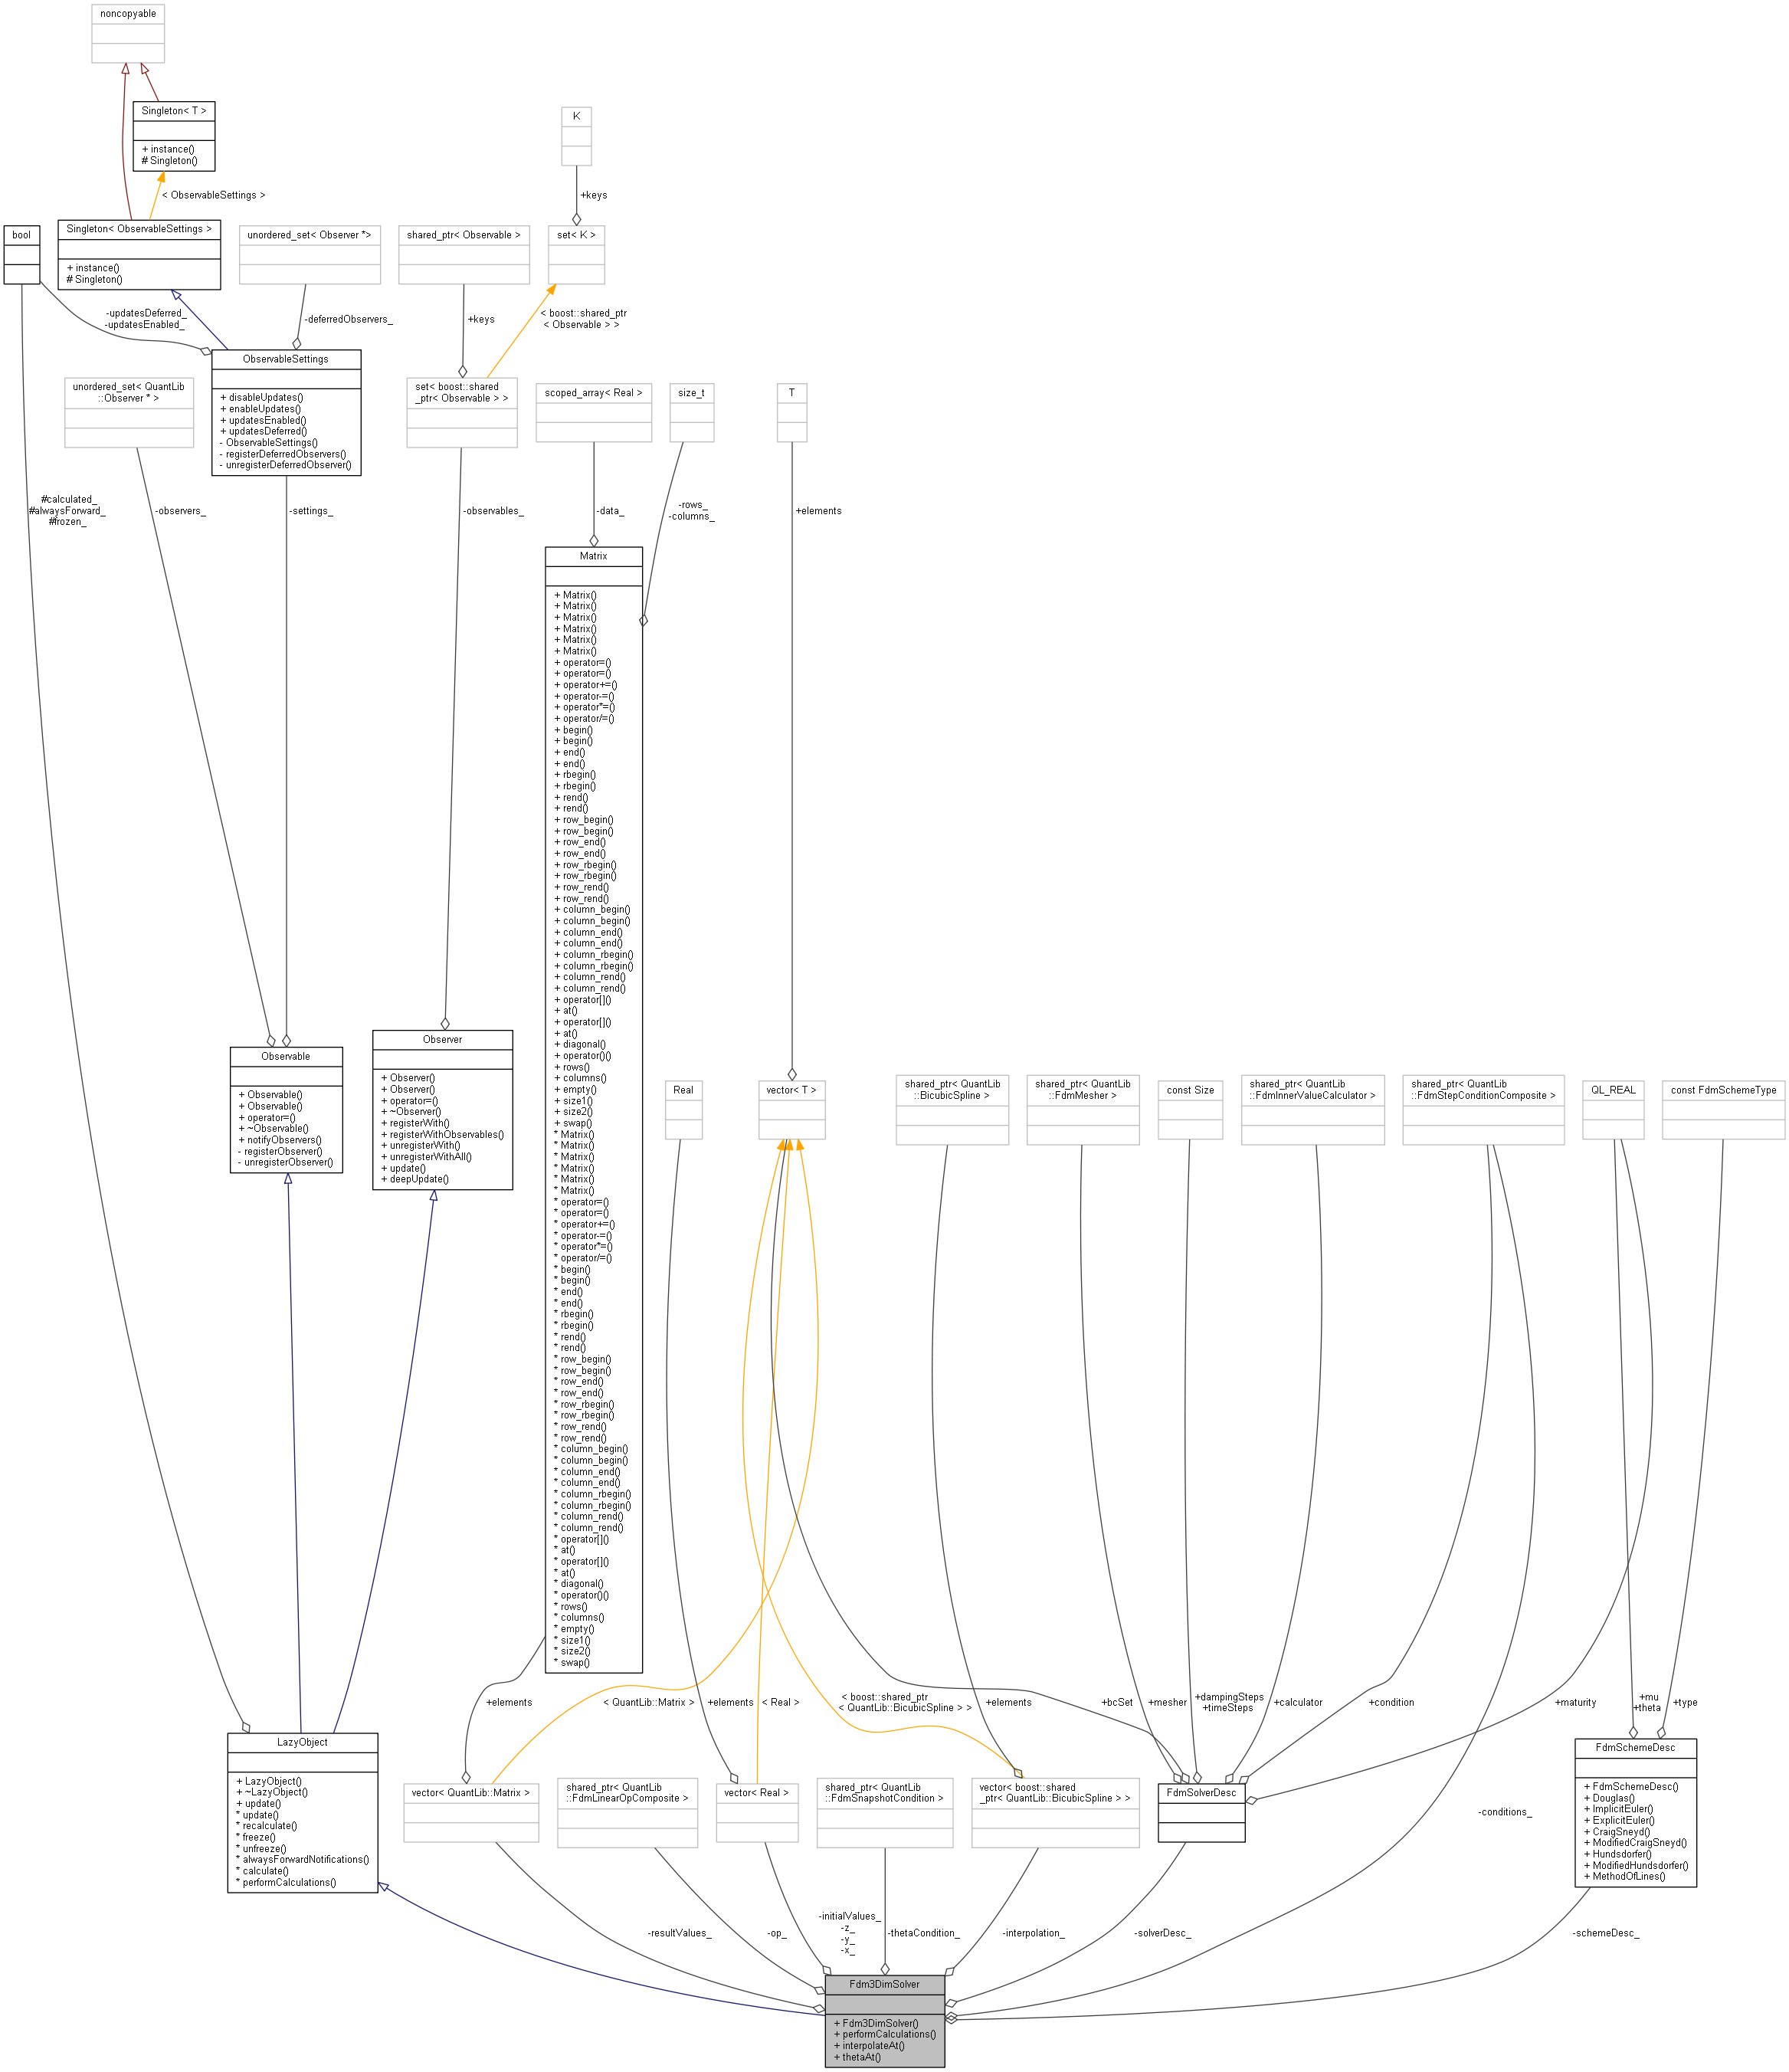 noncopyable
Singleton< T >
+ instance()
# Singleton()
K
< ObservableSettings >
+keys
bool
Singleton< ObservableSettings >
+ instance()
# Singleton()
unordered_set< Observer *>
shared_ptr< Observable >
set< K >
-updatesDeferred_
-updatesEnabled_
-deferredObservers_
+keys
< boost::shared_ptr
< Observable > >
ObservableSettings
+ disableUpdates()
+ enableUpdates()
+ updatesEnabled()
+ updatesDeferred()
- ObservableSettings()
- registerDeferredObservers()
- unregisterDeferredObserver()
unordered_set< QuantLib
::Observer * >
set< boost::shared
_ptr< Observable > >
scoped_array< Real >
size_t
T
#calculated_
#alwaysForward_
#frozen_
-observers_
-settings_
-observables_
-data_
-rows_
-columns_
+elements
Matrix
+ Matrix()
+ Matrix()
+ Matrix()
+ Matrix()
+ Matrix()
+ Matrix()
+ operator=()
+ operator=()
+ operator+=()
+ operator-=()
+ operator*=()
+ operator/=()
+ begin()
+ begin()
+ end()
+ end()
+ rbegin()
+ rbegin()
+ rend()
+ rend()
+ row_begin()
+ row_begin()
+ row_end()
+ row_end()
+ row_rbegin()
+ row_rbegin()
+ row_rend()
+ row_rend()
+ column_begin()
+ column_begin()
+ column_end()
+ column_end()
+ column_rbegin()
+ column_rbegin()
+ column_rend()
+ column_rend()
+ operator[]()
+ at()
+ operator[]()
+ at()
+ diagonal()
+ operator()()
+ rows()
+ columns()
+ empty()
+ size1()
+ size2()
+ swap()
* Matrix()
* Matrix()
* Matrix()
* Matrix()
* Matrix()
* Matrix()
* operator=()
* operator=()
* operator+=()
* operator-=()
* operator*=()
* operator/=()
* begin()
* begin()
* end()
* end()
* rbegin()
* rbegin()
* rend()
* rend()
* row_begin()
* row_begin()
* row_end()
* row_end()
* row_rbegin()
* row_rbegin()
* row_rend()
* row_rend()
* column_begin()
* column_begin()
* column_end()
* column_end()
* column_rbegin()
* column_rbegin()
* column_rend()
* column_rend()
* operator[]()
* at()
* operator[]()
* at()
* diagonal()
* operator()()
* rows()
* columns()
* empty()
* size1()
* size2()
* swap()
Observable
+ Observable()
+ Observable()
+ operator=()
+ ~Observable()
+ notifyObservers()
- registerObserver()
- unregisterObserver()
Observer
+ Observer()
+ Observer()
+ operator=()
+ ~Observer()
+ registerWith()
+ registerWithObservables()
+ unregisterWith()
+ unregisterWithAll()
+ update()
+ deepUpdate()
Real
vector< T >
shared_ptr< QuantLib
::BicubicSpline >
shared_ptr< QuantLib
::FdmMesher >
const Size
shared_ptr< QuantLib
::FdmInnerValueCalculator >
shared_ptr< QuantLib
::FdmStepConditionComposite >
QL_REAL
const FdmSchemeType
+elements
< QuantLib::Matrix >
+elements
< Real >
< boost::shared_ptr
< QuantLib::BicubicSpline > >
+elements
+bcSet
+mesher
+dampingSteps
+timeSteps
+calculator
+condition
+maturity
+mu
+theta
+type
LazyObject
+ LazyObject()
+ ~LazyObject()
+ update()
* update()
* recalculate()
* freeze()
* unfreeze()
* alwaysForwardNotifications()
* calculate()
* performCalculations()
vector< QuantLib::Matrix >
shared_ptr< QuantLib
::FdmLinearOpComposite >
vector< Real >
shared_ptr< QuantLib
::FdmSnapshotCondition >
vector< boost::shared
_ptr< QuantLib::BicubicSpline > >
FdmSolverDesc
-conditions_
FdmSchemeDesc
+ FdmSchemeDesc()
+ Douglas()
+ ImplicitEuler()
+ ExplicitEuler()
+ CraigSneyd()
+ ModifiedCraigSneyd()
+ Hundsdorfer()
+ ModifiedHundsdorfer()
+ MethodOfLines()
-resultValues_
-op_
-initialValues_
-z_
-y_
-x_
-thetaCondition_
-interpolation_
-solverDesc_
-schemeDesc_
Fdm3DimSolver
+ Fdm3DimSolver()
+ performCalculations()
+ interpolateAt()
+ thetaAt()